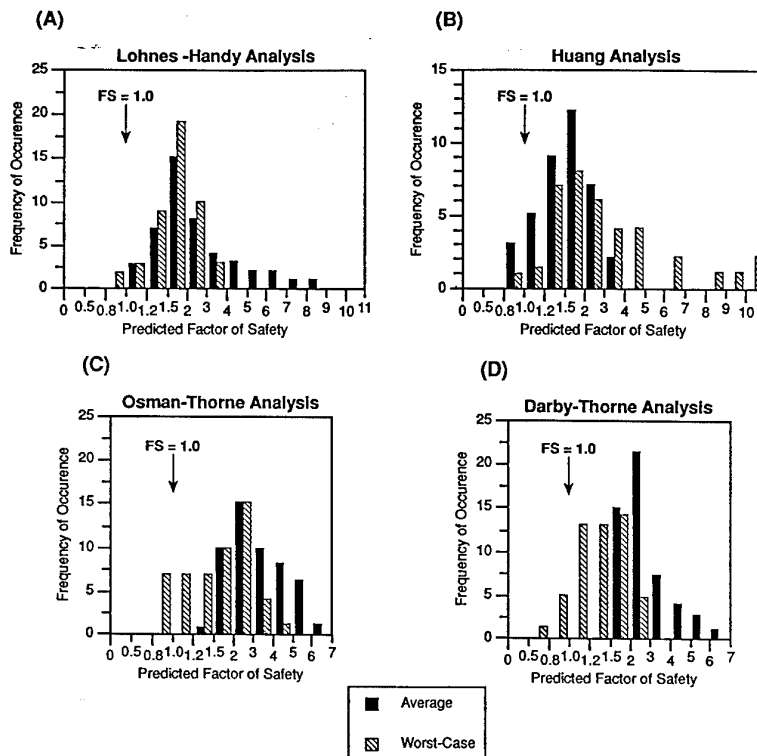 (A)
Lohnes -Handy Analysis
25
20
15
10
5
0
Frequency of Occurence
FS = 1.0
0 0.5 0.8 1.0 1.2 1.5 2 3 4 5 6 7 8 9 10 11
Predicted Factor of Safety
(B)
Huang Analysis
15
10
5
0
Frequency of Occurence
FS = 1.0
0 0.5 0.8 1.0 1.2 1.5 2 3 4 5 6 7 8 9 10
Predicted Factor of Safety
(C)
Osman-Thorne Analysis
25
20
15
10
5
0
Frequency of Occurence
FS = 1.0
0 0.5 0.8 1.0 1.2 1.5 2 3 4 5 6 7
Predicted Factor of Safety
(D)
Darby-Thorne Analysis
25
20
15
10
5
0
Frequency of Occurence
FS = 1.0
0 0.5 0.8 1.0 1.2 1.5 2 3 4 5 6 7
Predicted Factor of Safety
Average
Worst-Case